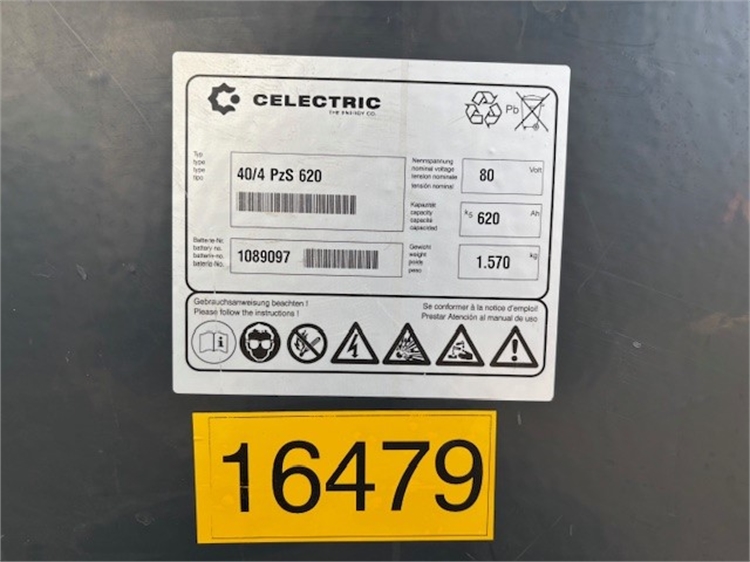 CELECTRIC
THE ENERGY CO.
Pb
Typ
type
type
tipo
40/4 PzS 620
Nennspannung
nominal voltage
tension nominale
tensión nominal
80 Volt
Kapazität
capacity
capacité
capacidad
K5 620 Ah
Batterie-Nr.
battery no.
batterie-no.
batería-No.
1089097
Gewicht
weight
poids
peso
1.570 kg
Gebrauchsanweisung beachten !
Please follow the instructions !
Se conformer à la notice d'emploi!
Prestar Atención al manual de uso
16479